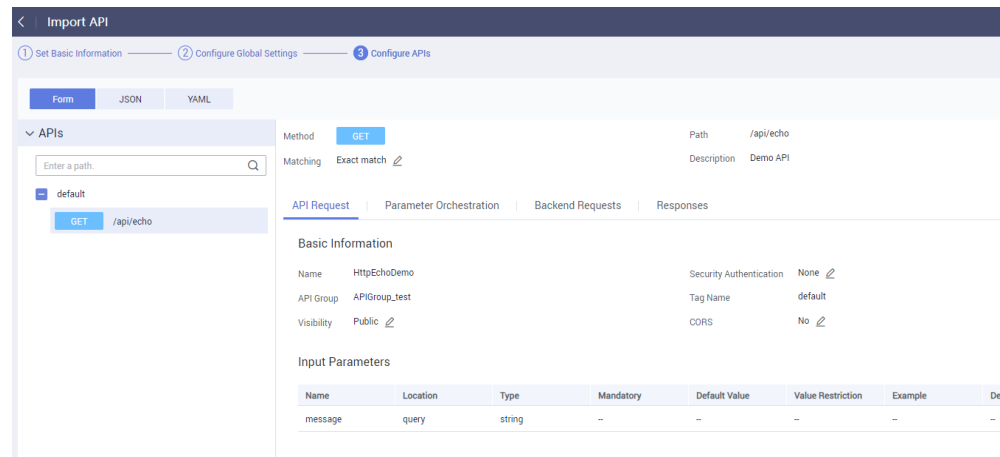 Import API
1 Set Basic Information 2 Configure Global Settings 3 Configure APIs
Form JSON YAML
APIs
Enter a path.
default
GET /api/echo
Method GET Path /api/echo
Matching Exact match Description Demo API
API Request Parameter Orchestration Backend Requests Responses
Basic Information
Name HttpEchoDemo Security Authentication None
API Group APIGroup_test Tag Name default
Visibility Public CORS No
Input Parameters
Name Location Type Mandatory Default Value Value Restriction Example De
message query string -- -- -- -- --